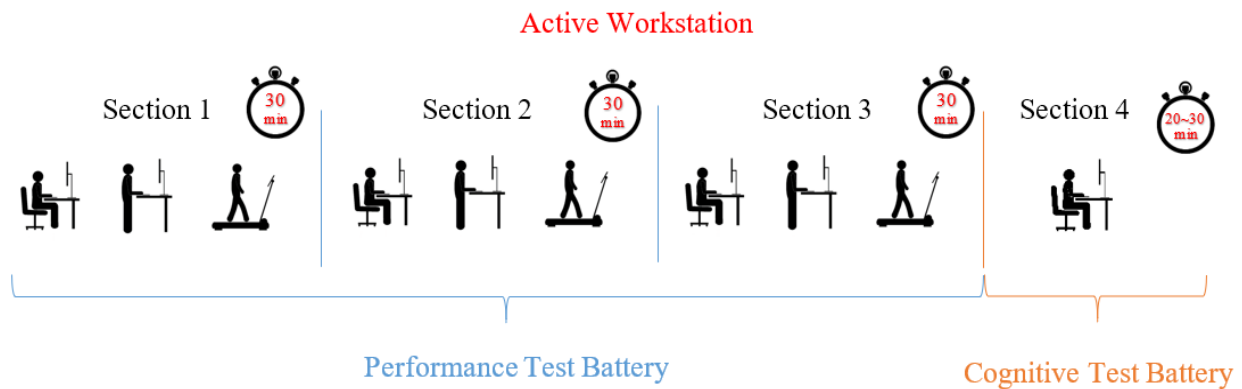 Active Workstation
Section 1
30
min
Section 2
30
min
Section 3
30
min
Section 4
20~30
min
Performance Test Battery
Cognitive Test Battery